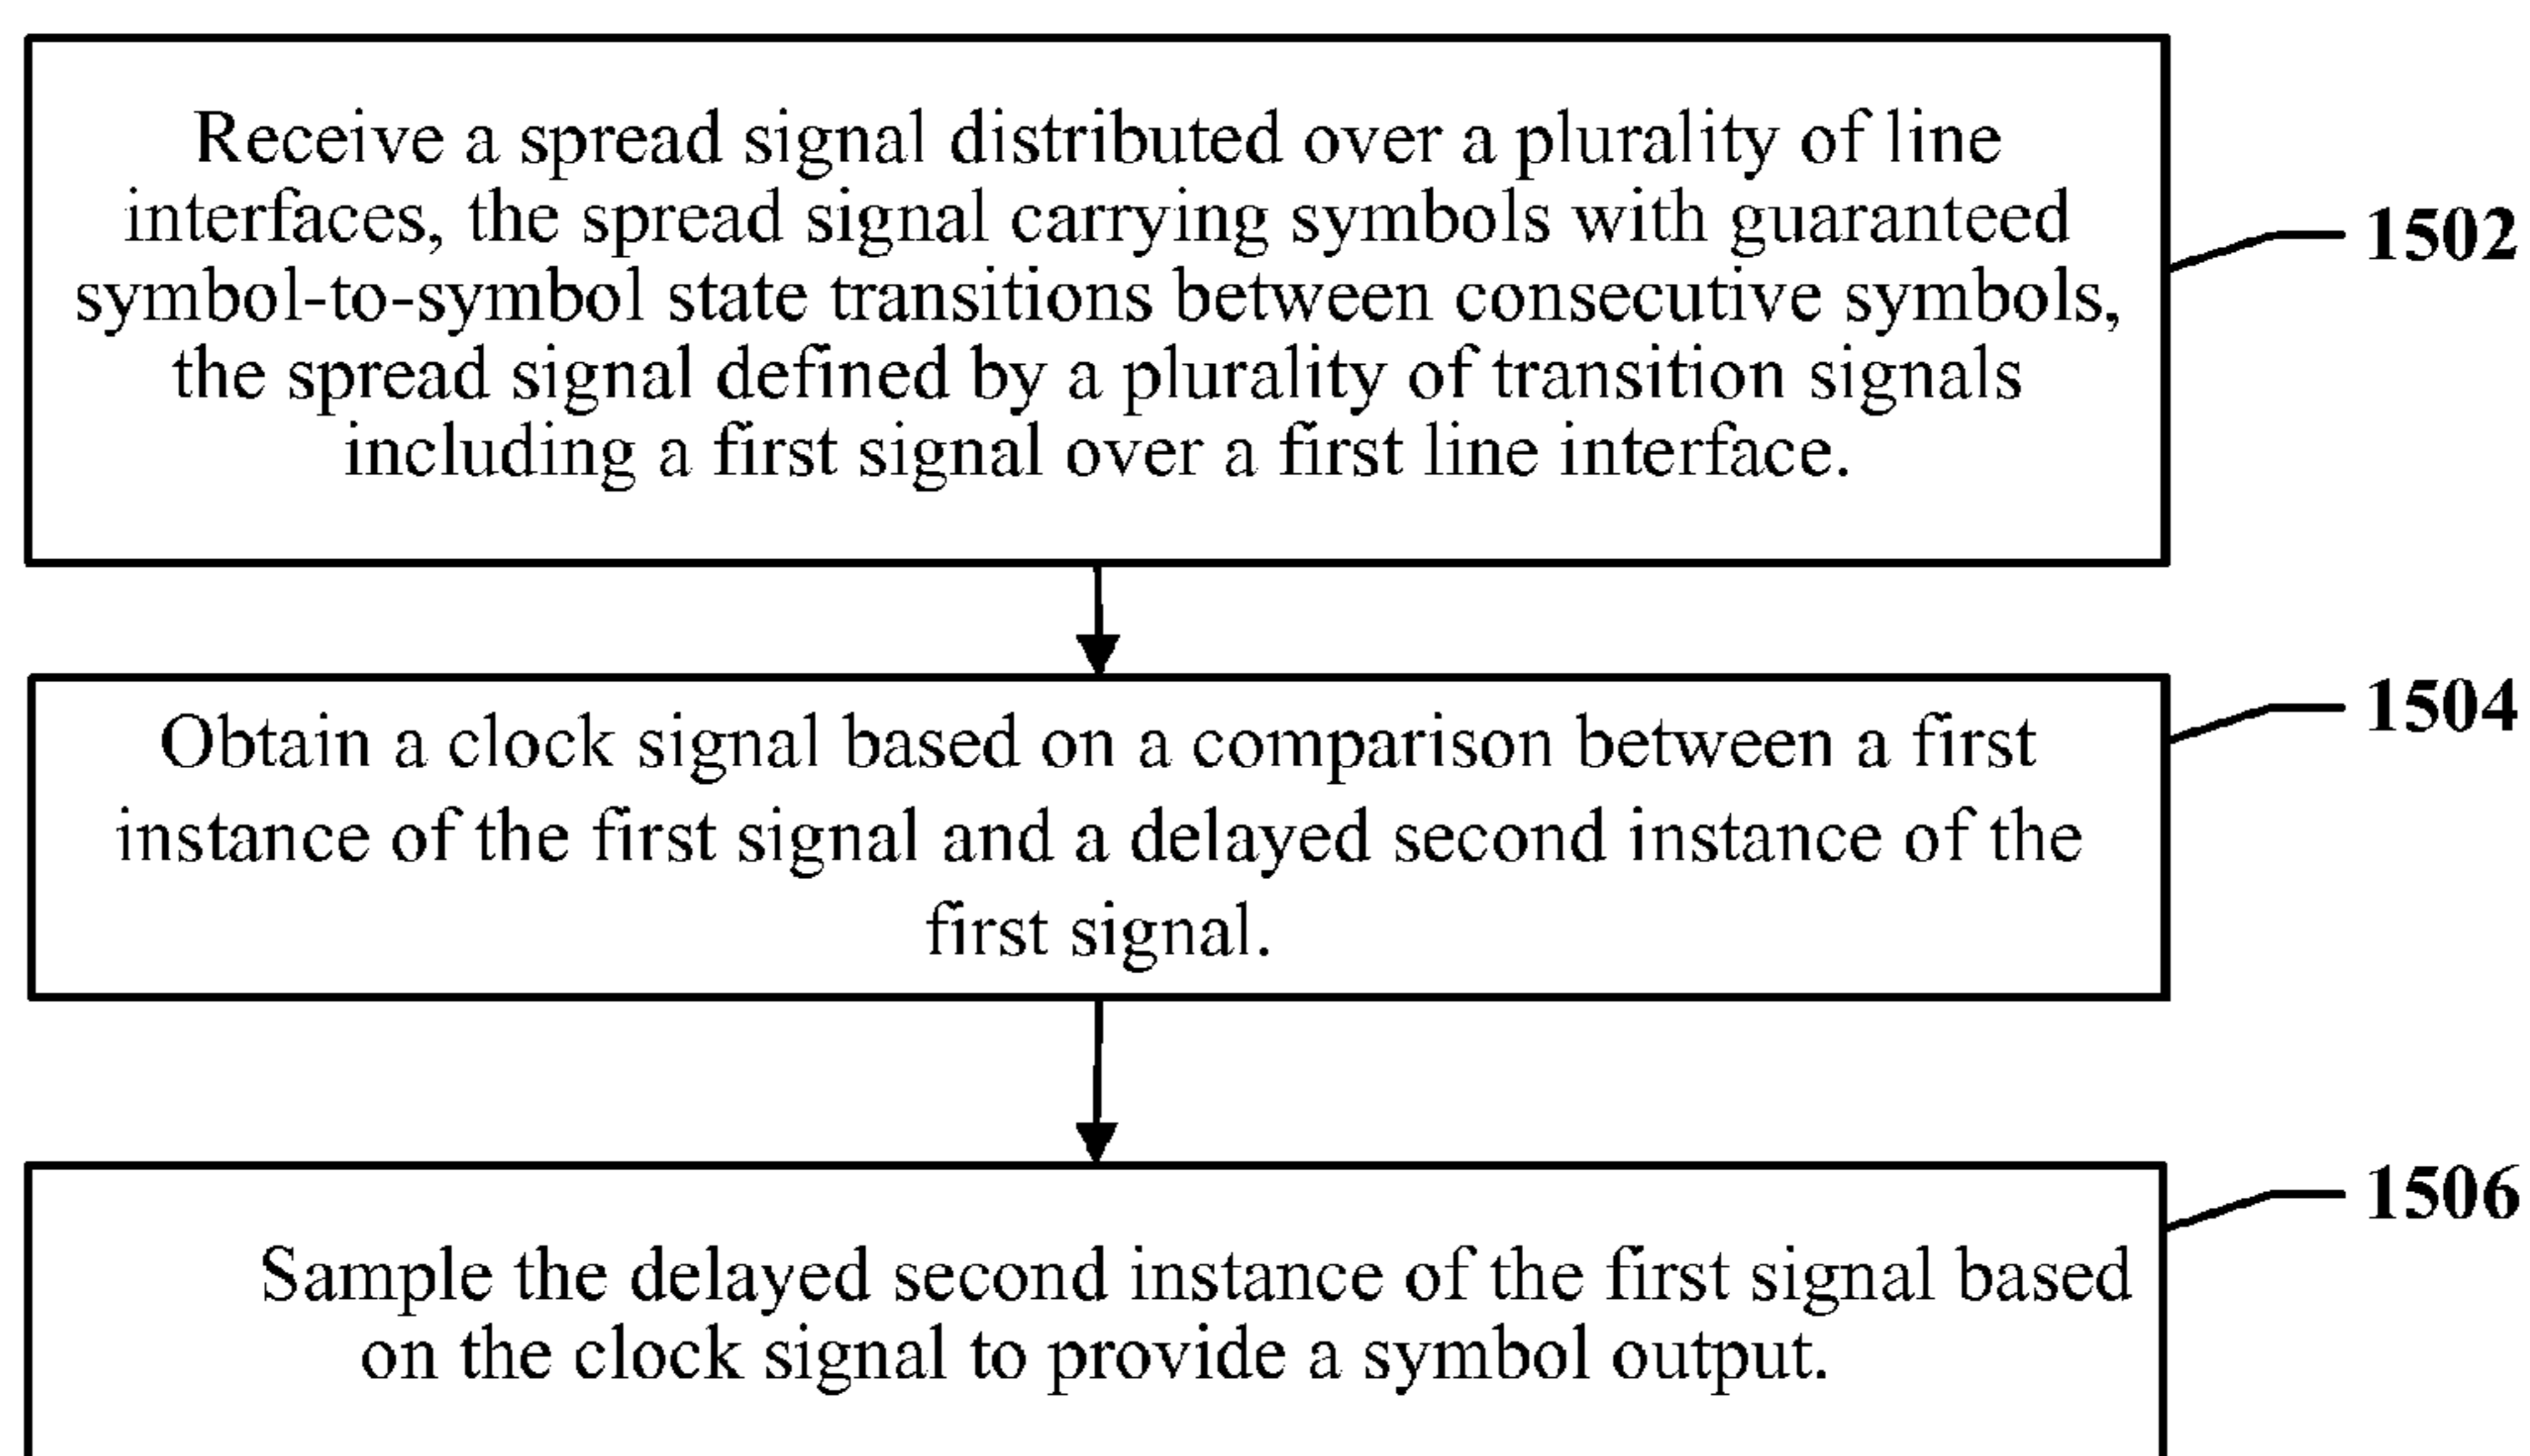 Receive a spread signal distributed over a plurality of line
interfaces, the spread signal carrying symbols with guaranteed
symbol-to-symbol state transitions between consecutive symbols,
the spread signal defined by a plurality of transition signals
including a first signal over a first line interface.
1502
Obtain a clock signal based on a comparison between a first
instance of the first signal and a delayed second instance of the
first signal.
1504
Sample the delayed second instance of the first signal based
on the clock signal to provide a symbol output.
1506